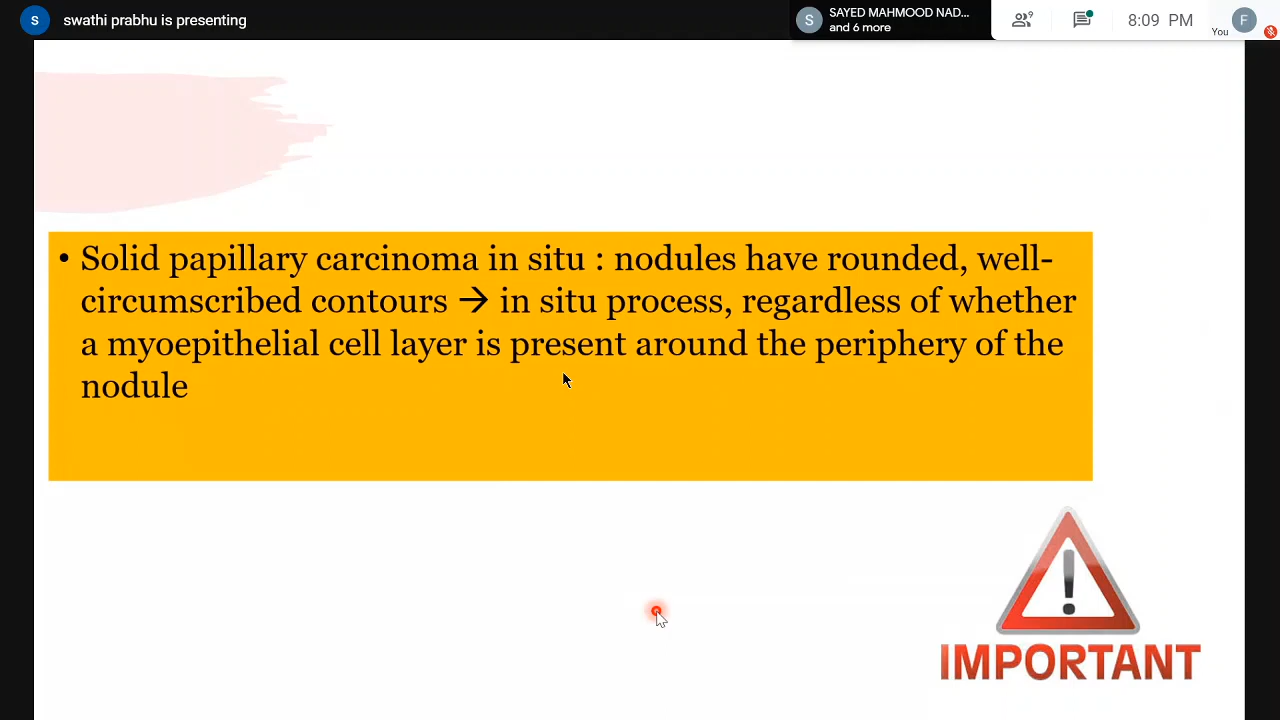 S swathi prabhu is presenting
S SAYED MAHMOOD NAD...
and 6 more
9
8:09 PM
You
F
• Solid papillary carcinoma in situ : nodules have rounded, well-
circumscribed contours → in situ process, regardless of whether
a myoepithelial cell layer is present around the periphery of the
nodule
!
IMPORTANT